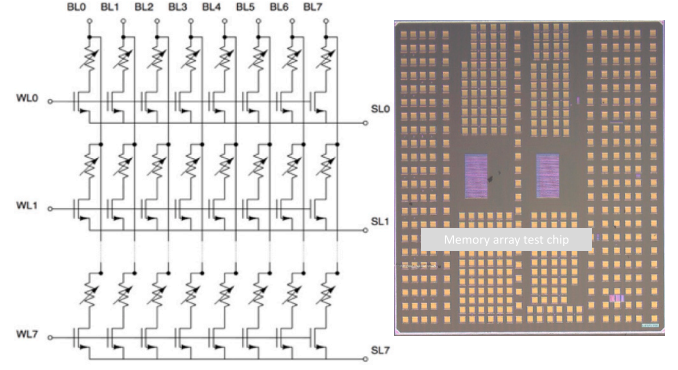 BL0 BL1 BL2 BL3 BL4 BL5 BL6 BL7
WL0
SL0
WL1
SL1
Memory array test chip
WL7
SL7